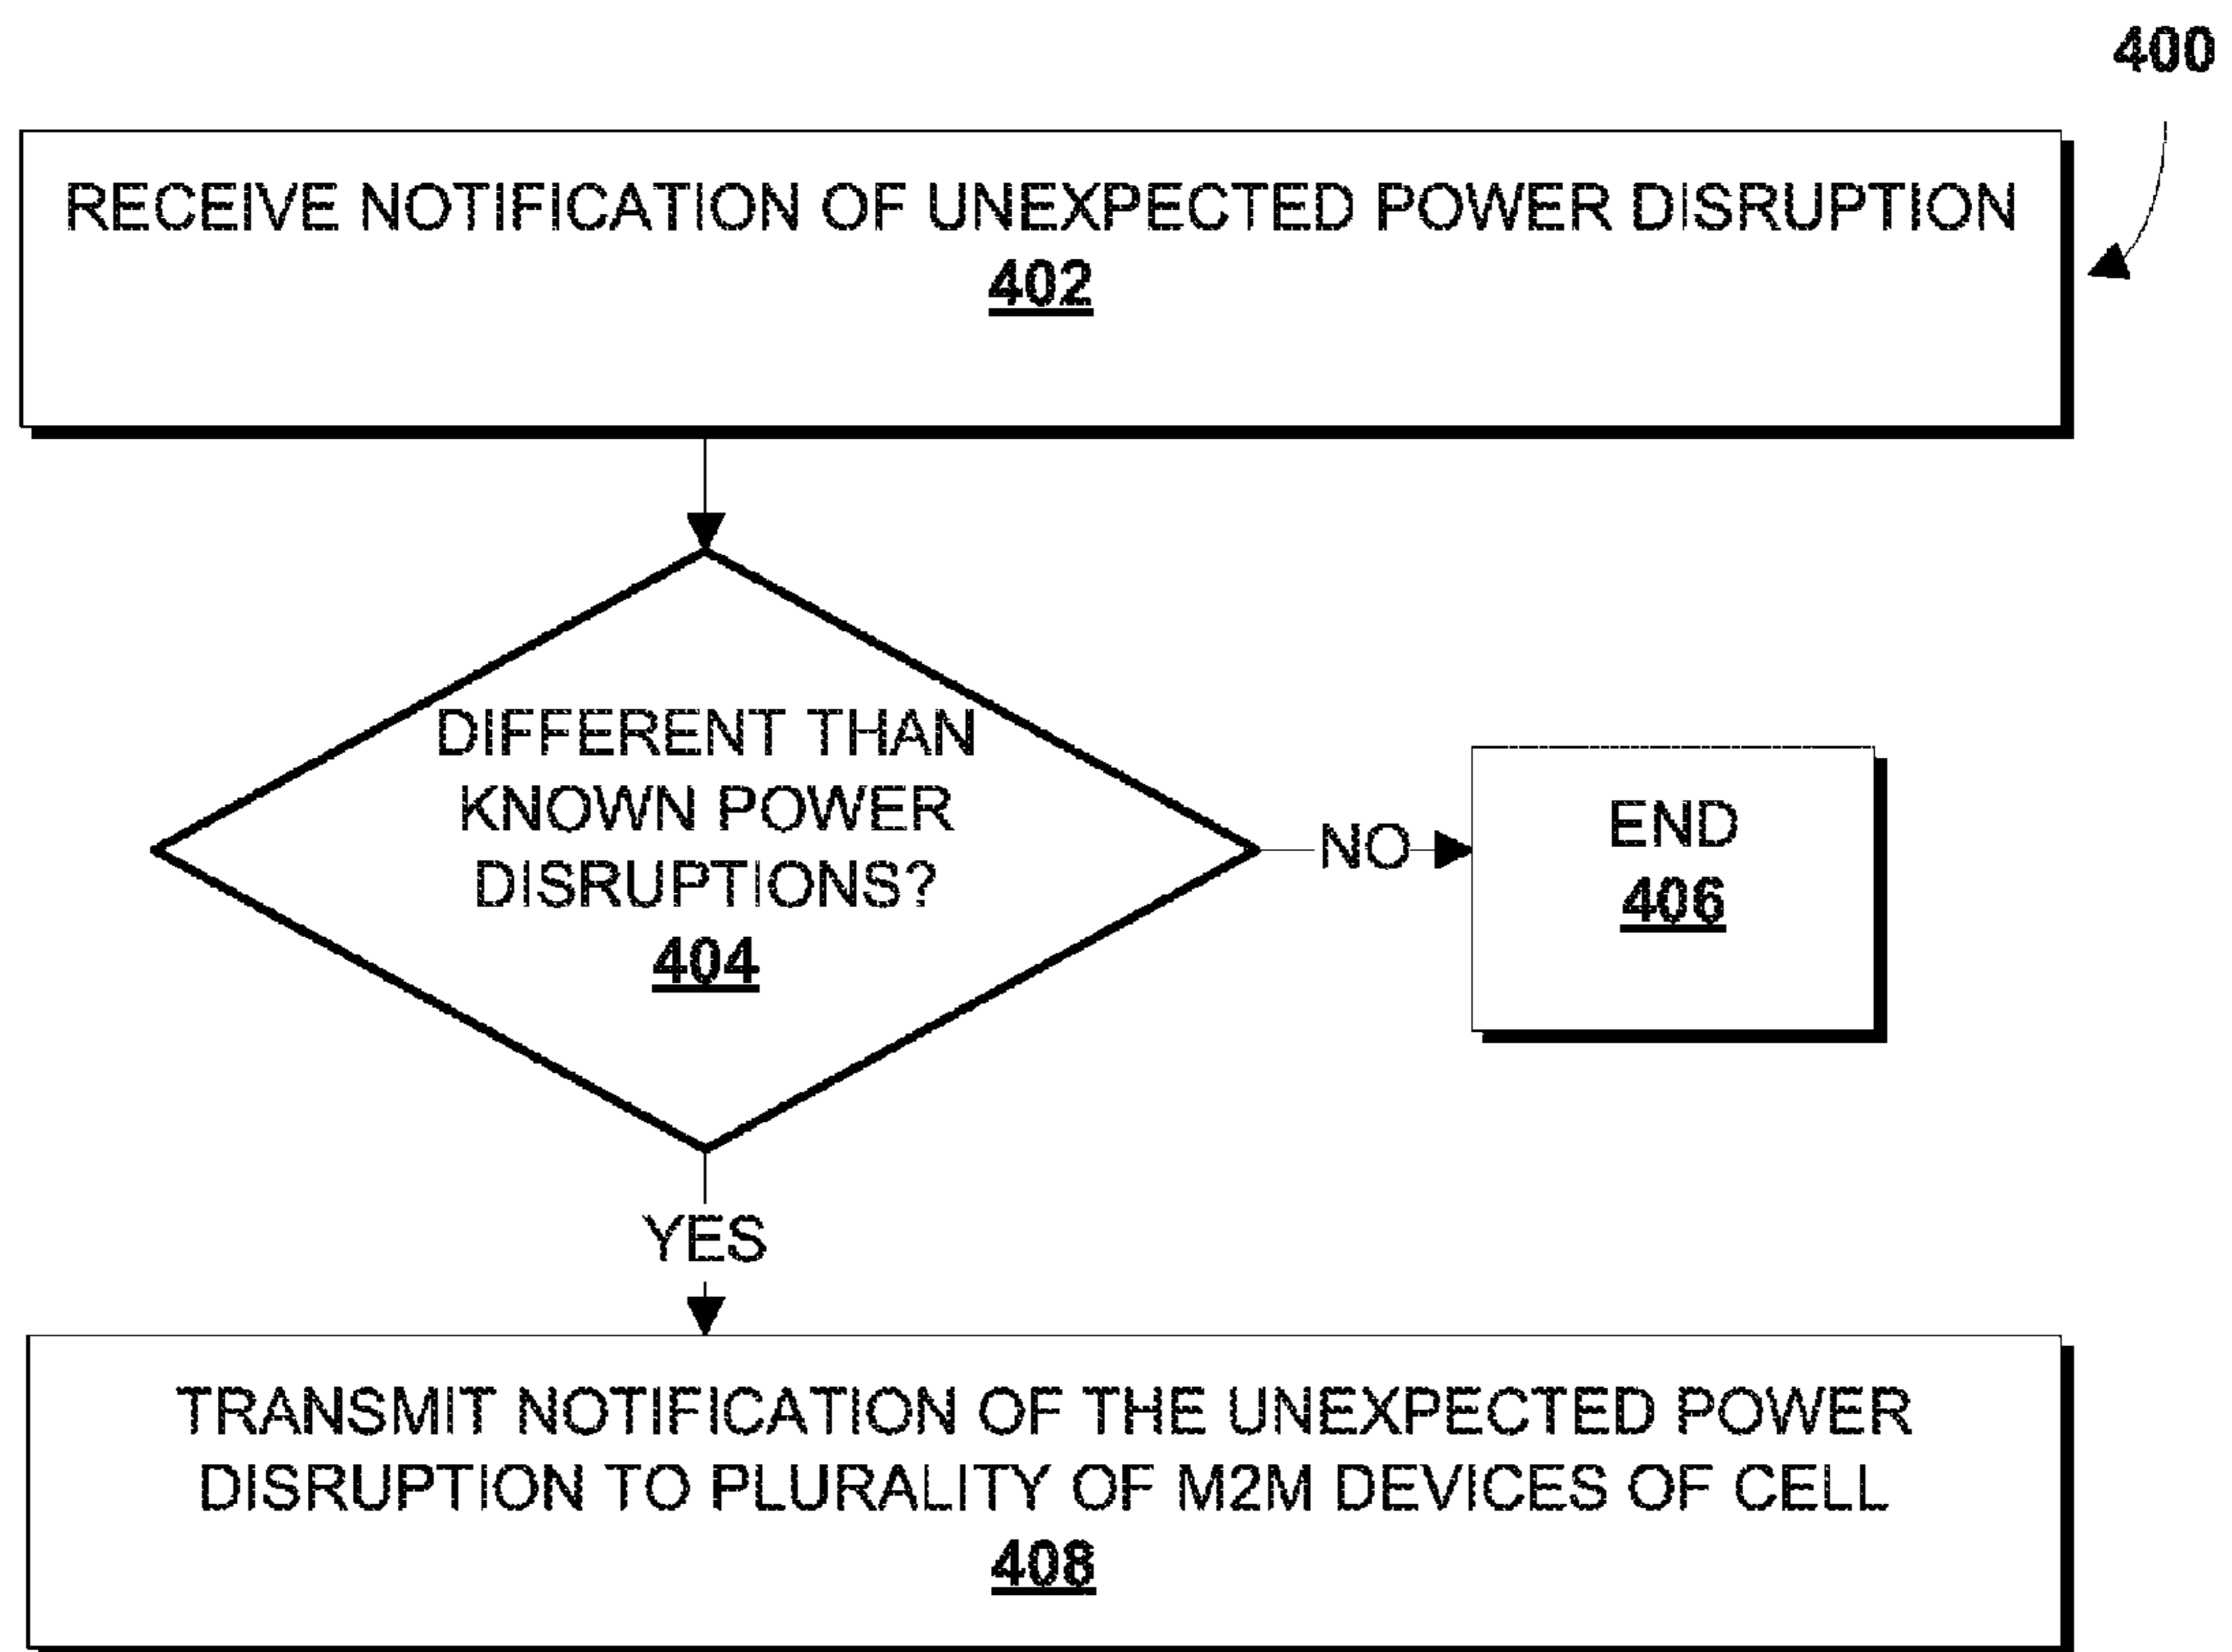 400
RECEIVE NOTIFICATION OF UNEXPECTED POWER DISRUPTION
402
DIFFERENT THAN
KNOWN POWER
DISRUPTIONS?
404
NO
END
406
YES
TRANSMIT NOTIFICATION OF THE UNEXPECTED POWER
DISRUPTION TO PLURALITY OF M2M DEVICES OF CELL
408